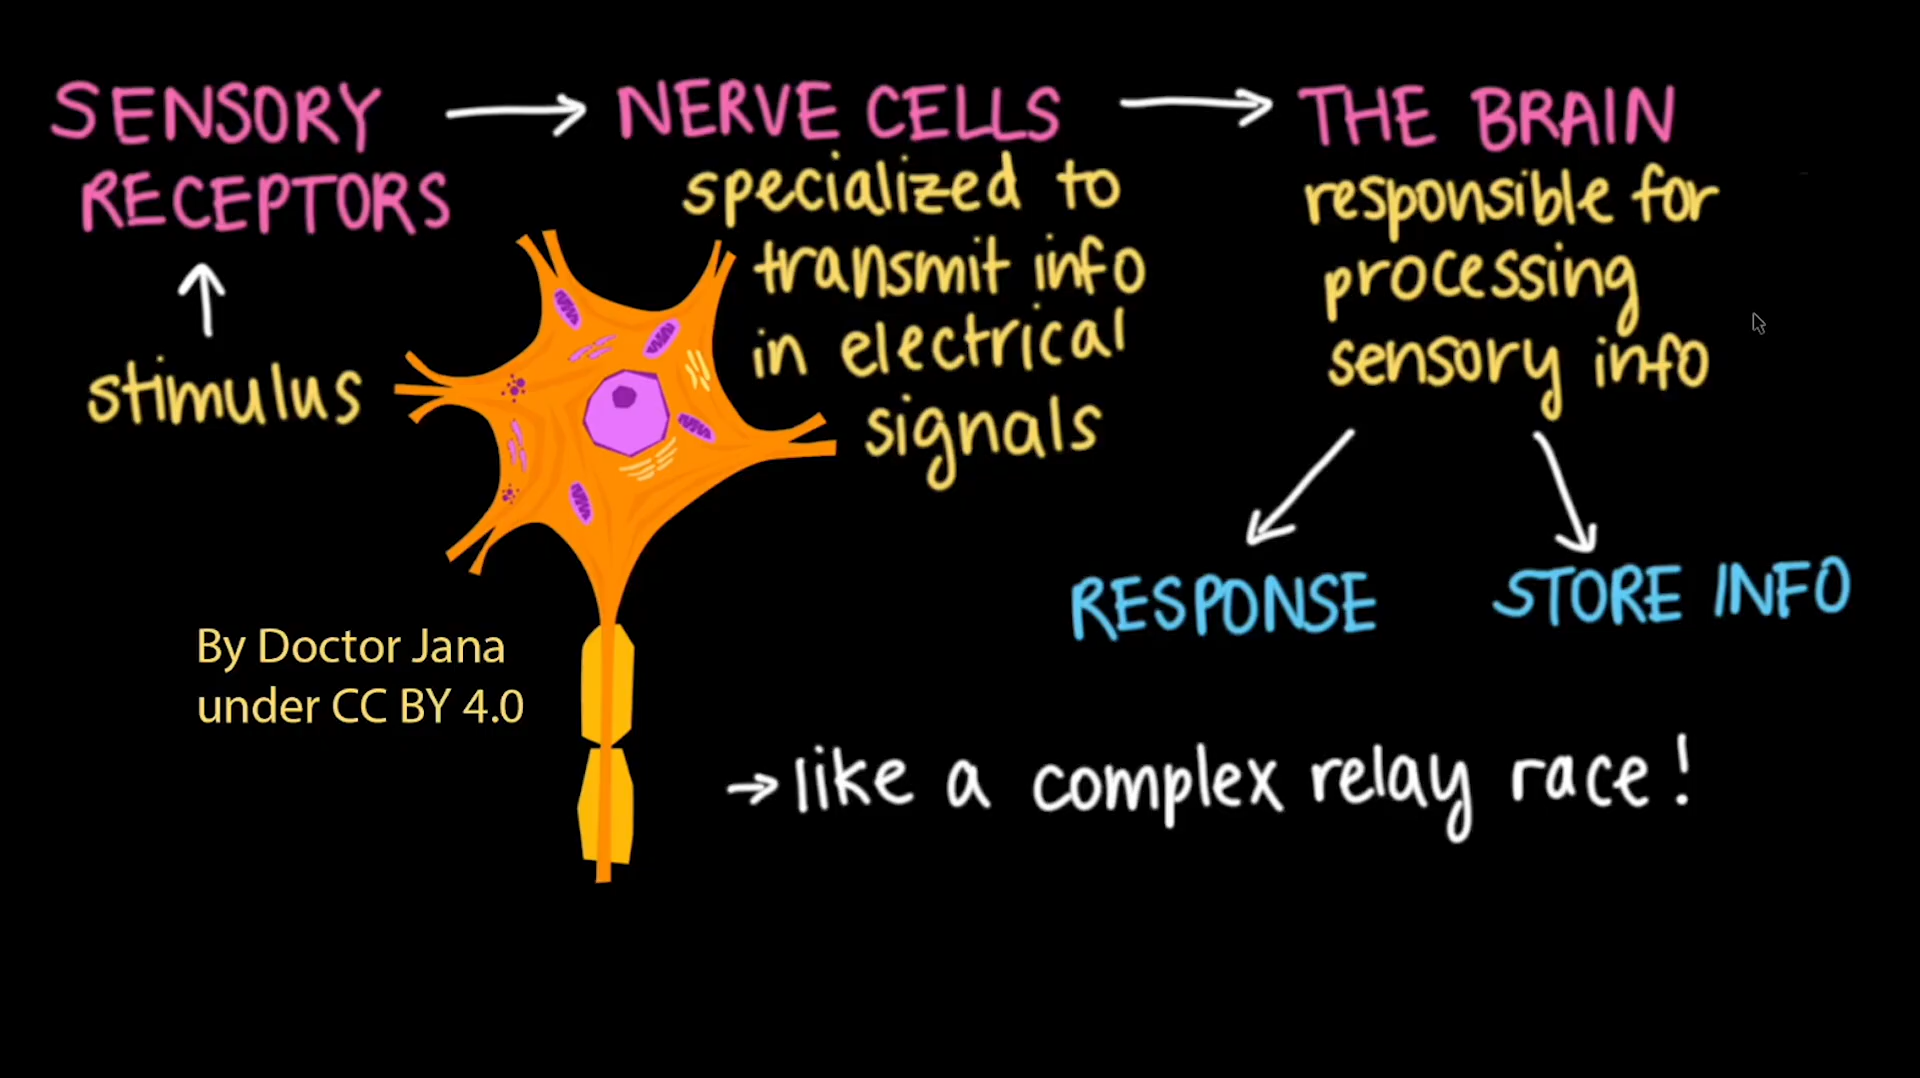 SENSORY
RECEPTORS
stimulus
NERVE CELLS
specialized to
transmit info
in electrical
signals
THE BRAIN
responsible for
processing
sensory info
RESPONSE
STORE INFO
By Doctor Jana
under CC BY 4.0
→ like a complex relay race!